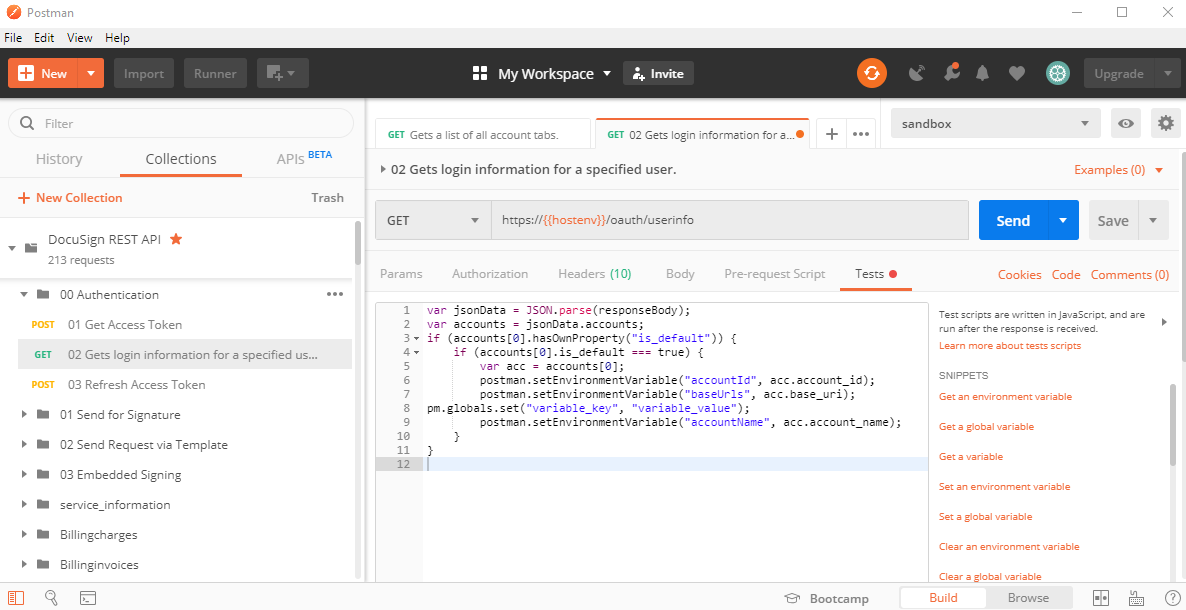 Postman
File Edit View Help
New Import Runner My Workspace Invite Upgrade
Filter
History Collections APIs BETA
New Collection Trash
DocuSign REST API
213 requests
00 Authentication
POST 01 Get Access Token
GET 02 Gets login information for a specified us...
POST 03 Refresh Access Token
01 Send for Signature
02 Send Request via Template
03 Embedded Signing
service_information
Billingcharges
Billinginvoices
GET Gets a list of all account tabs.
GET 02 Gets login information for a...
sandbox
02 Gets login information for a specified user.
Examples (0)
GET https://{{hostenv}}/oauth/userinfo
Send Save
Params Authorization Headers (10) Body Pre-request Script Tests
Cookies Code Comments (0)
1 var jsonData = JSON.parse(responseBody);
2 var accounts = jsonData.accounts;
3 if (accounts[0].hasOwnProperty("is_default")) {
4 if (accounts[0].is_default === true) {
5 var acc = accounts[0];
6 postman.setEnvironmentVariable("accountId", acc.account_id);
7 postman.setEnvironmentVariable("baseUrls", acc.base_uri);
8 pm.globals.set("variable_key", "variable_value");
9 postman.setEnvironmentVariable("accountName", acc.account_name);
10 }
11 }
12
Test scripts are written in JavaScript, and are
run after the response is received.
Learn more about tests scripts
SNIPPETS
Get an environment variable
Get a global variable
Get a variable
Set an environment variable
Set a global variable
Clear an environment variable
Clear a global variable
Bootcamp Build Browse